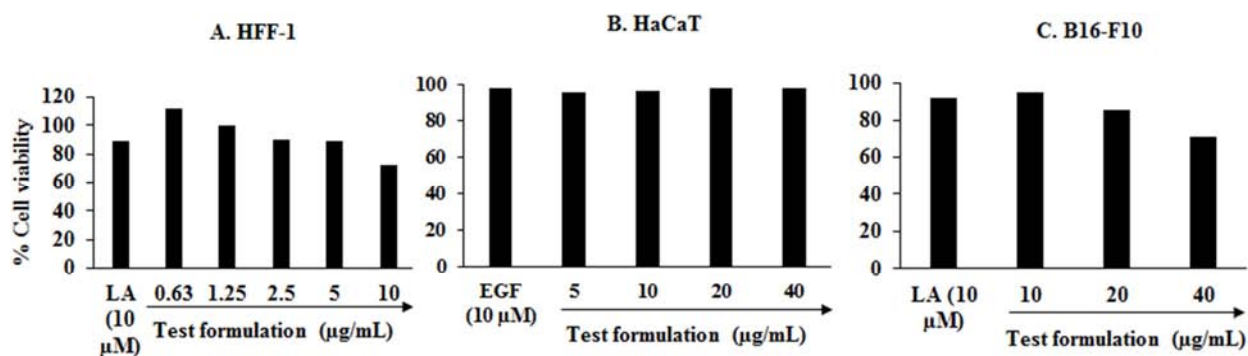 A. HFF-1
% Cell viability
120
100
80
60
40
20
0
LA
(10
µM)
0.63 1.25 2.5 5 10
Test formulation (µg/mL)
B. HaCaT
100
80
60
40
20
0
EGF
(10 µM)
5 10 20 40
Test formulation (µg/mL)
C. B16-F10
100
80
60
40
20
0
LA (10
µM)
10 20 40
Test formulation (µg/mL)